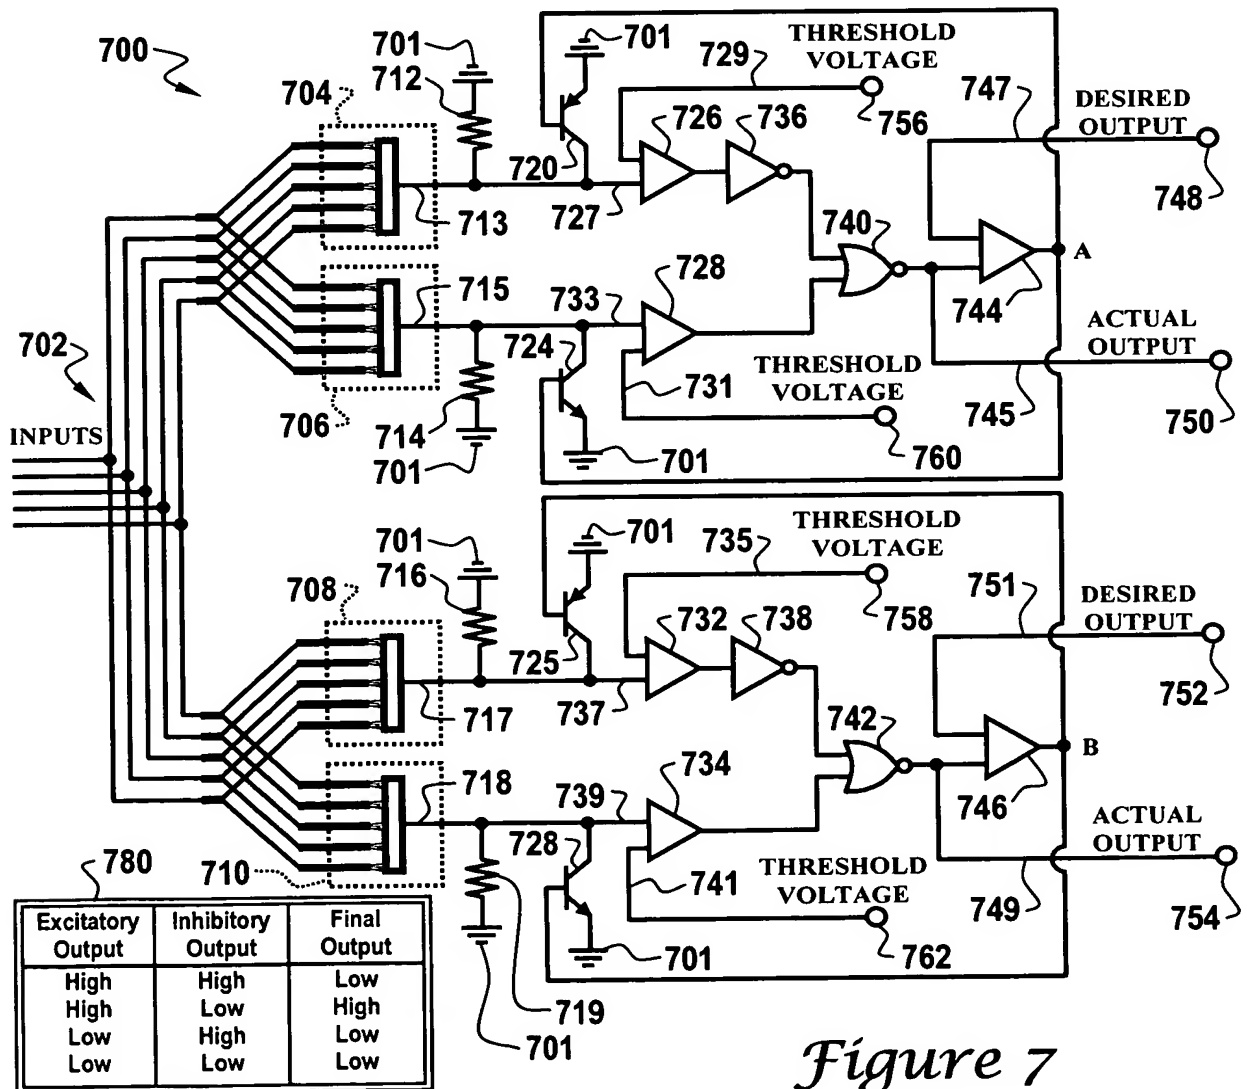 700
701
712
704
713
720
701
THRESHOLD
VOLTAGE
729
756
726
736
727
747
DESIRED
OUTPUT
748
740
A
744
715
733
728
724
706
714
701
701
731
THRESHOLD
VOLTAGE
760
ACTUAL
OUTPUT
745
750
702
INPUTS
701
716
708
717
725
701
THRESHOLD
VOLTAGE
735
758
732
738
737
751
DESIRED
OUTPUT
752
742
B
746
718
739
734
728
710
719
701
701
741
THRESHOLD
VOLTAGE
762
ACTUAL
OUTPUT
749
754
780
Excitatory Output Inhibitory Output Final Output
High High Low
High Low High
Low High Low
Low Low Low
Figure 7